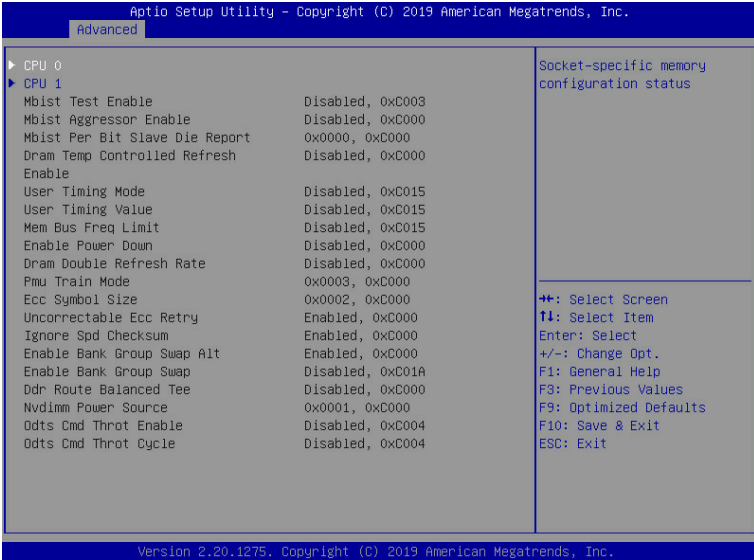 Aptio Setup Utility – Copyright (C) 2019 American Megatrends, Inc.
Advanced
▶ CPU 0
▶ CPU 1
Mbist Test Enable Disabled, 0xC003
Mbist Aggressor Enable Disabled, 0xC000
Mbist Per Bit Slave Die Report 0x0000, 0xC000
Dram Temp Controlled Refresh Disabled, 0xC000
Enable
User Timing Mode Disabled, 0xC015
User Timing Value Disabled, 0xC015
Mem Bus Freq Limit Disabled, 0xC015
Enable Power Down Disabled, 0xC000
Dram Double Refresh Rate Disabled, 0xC000
Pmu Train Mode 0x0003, 0xC000
Ecc Symbol Size 0x0002, 0xC000
Uncorrectable Ecc Retry Enabled, 0xC000
Ignore Spd Checksum Enabled, 0xC000
Enable Bank Group Swap Alt Enabled, 0xC000
Enable Bank Group Swap Disabled, 0xC01A
Ddr Route Balanced Tee Disabled, 0xC000
Nvdimm Power Source 0x0001, 0xC000
Odts Cmd Throt Enable Disabled, 0xC004
Odts Cmd Throt Cycle Disabled, 0xC004
Socket-specific memory
configuration status
→←: Select Screen
↑↓: Select Item
Enter: Select
+/-: Change Opt.
F1: General Help
F3: Previous Values
F9: Optimized Defaults
F10: Save & Exit
ESC: Exit
Version 2.20.1275. Copyright (C) 2019 American Megatrends, Inc.